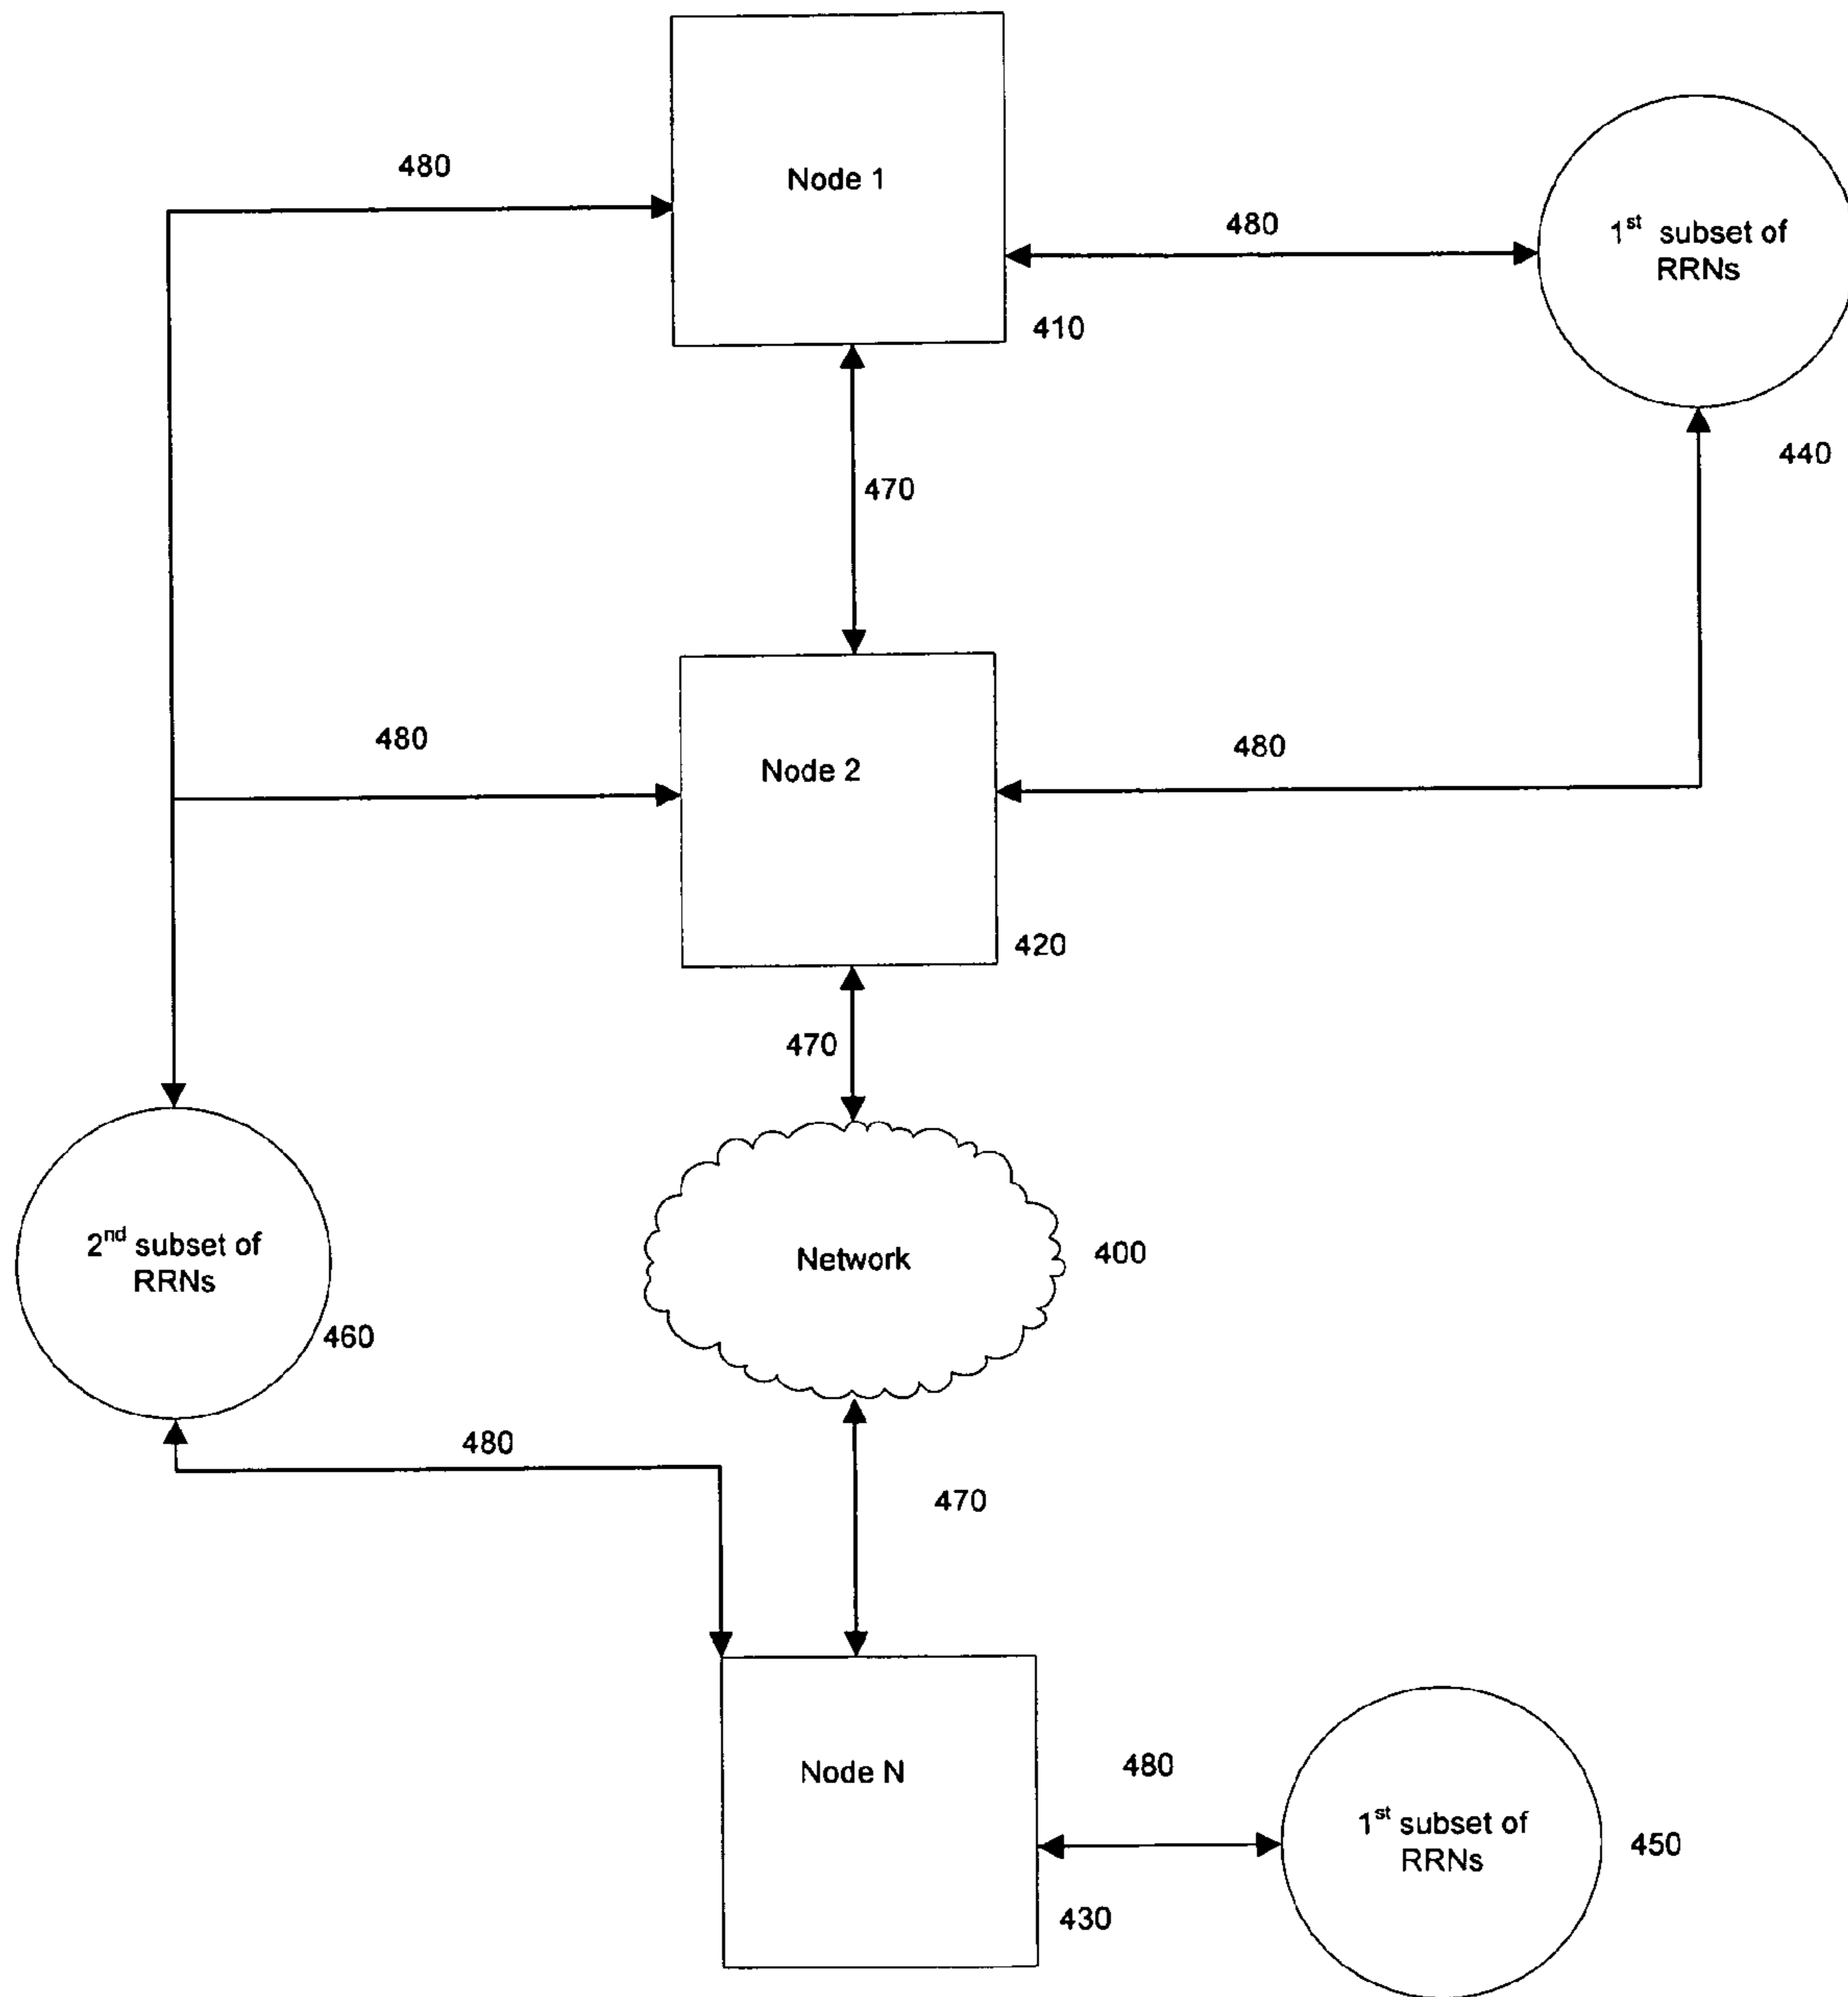 480
Node 1
480
1st subset of
RRNs
410
440
470
480
Node 2
480
420
470
2nd subset of
RRNs
460
Network
400
480
470
Node N
480
1st subset of
RRNs
450
430